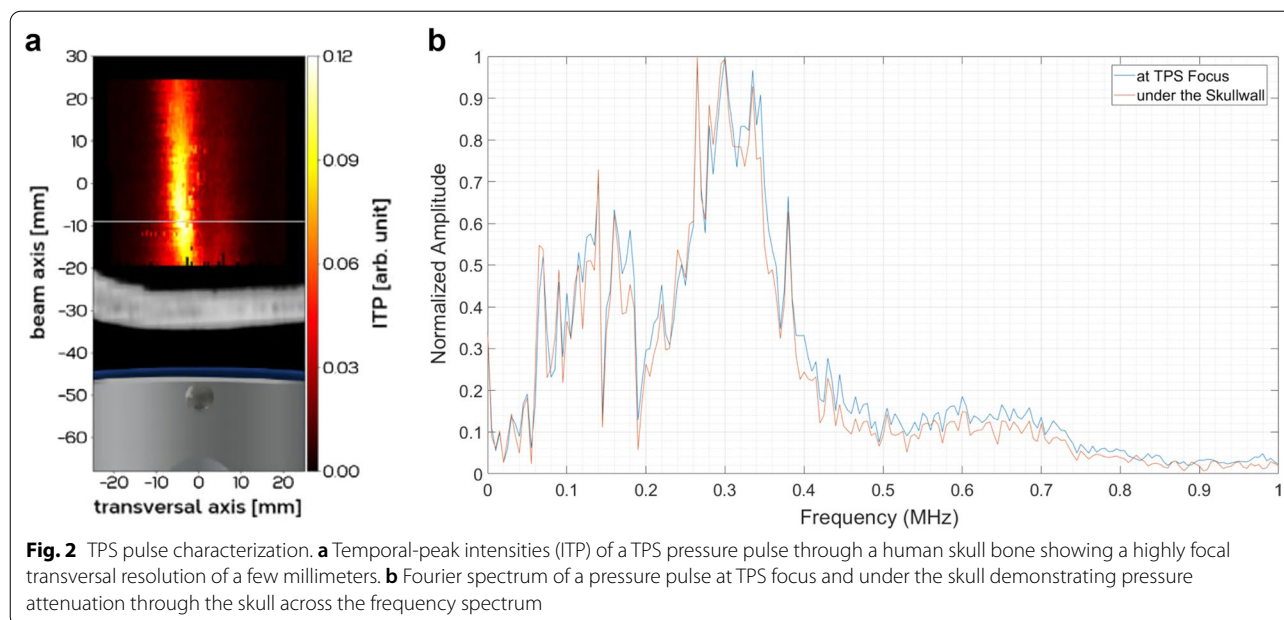 a
b
30
20
10
0
-10
-20
-30
-40
-50
-60
beam axis [mm]
-20 -10 0 10 20
transversal axis [mm]
0.12
0.09
0.06
0.03
0.00
ITP [arb. unit]
1
0.9
0.8
0.7
0.6
0.5
0.4
0.3
0.2
0.1
0
Normalized Amplitude
at TPS Focus
under the Skullwall
0 0.1 0.2 0.3 0.4 0.5 0.6 0.7 0.8 0.9 1
Frequency (MHz)
Fig. 2 TPS pulse characterization. a Temporal-peak intensities (ITP) of a TPS pressure pulse through a human skull bone showing a highly focal
transversal resolution of a few millimeters. b Fourier spectrum of a pressure pulse at TPS focus and under the skull demonstrating pressure
attenuation through the skull across the frequency spectrum